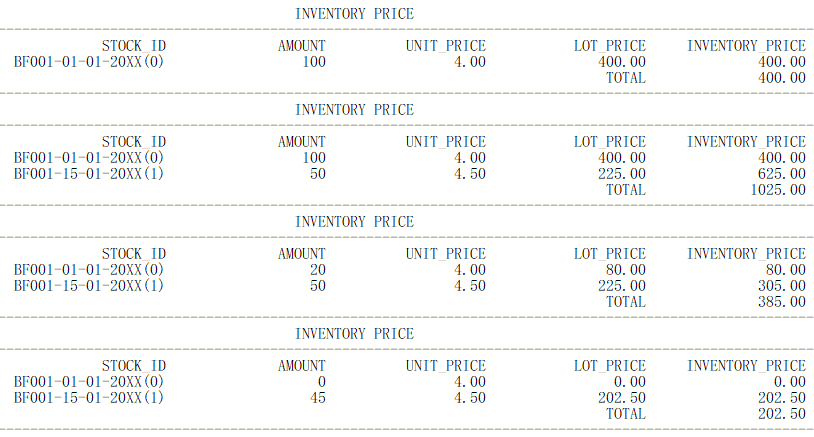 INVENTORY PRICE
STOCK_ID AMOUNT UNIT_PRICE LOT_PRICE INVENTORY_PRICE
BF001-01-01-20XX(0) 100 4.00 400.00 400.00
TOTAL 400.00
INVENTORY PRICE
STOCK_ID AMOUNT UNIT_PRICE LOT_PRICE INVENTORY_PRICE
BF001-01-01-20XX(0) 100 4.00 400.00 400.00
BF001-15-01-20XX(1) 50 4.50 225.00 625.00
TOTAL 1025.00
INVENTORY PRICE
STOCK_ID AMOUNT UNIT_PRICE LOT_PRICE INVENTORY_PRICE
BF001-01-01-20XX(0) 20 4.00 80.00 80.00
BF001-15-01-20XX(1) 50 4.50 225.00 305.00
TOTAL 385.00
INVENTORY PRICE
STOCK_ID AMOUNT UNIT_PRICE LOT_PRICE INVENTORY_PRICE
BF001-01-01-20XX(0) 0 4.00 0.00 0.00
BF001-15-01-20XX(1) 45 4.50 202.50 202.50
TOTAL 202.50